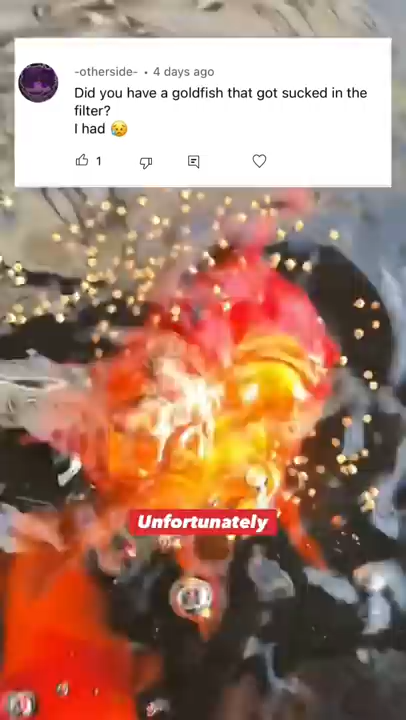 -otherside- • 4 days ago
Did you have a goldfish that got sucked in the
filter?
I had 😥
1
Unfortunately